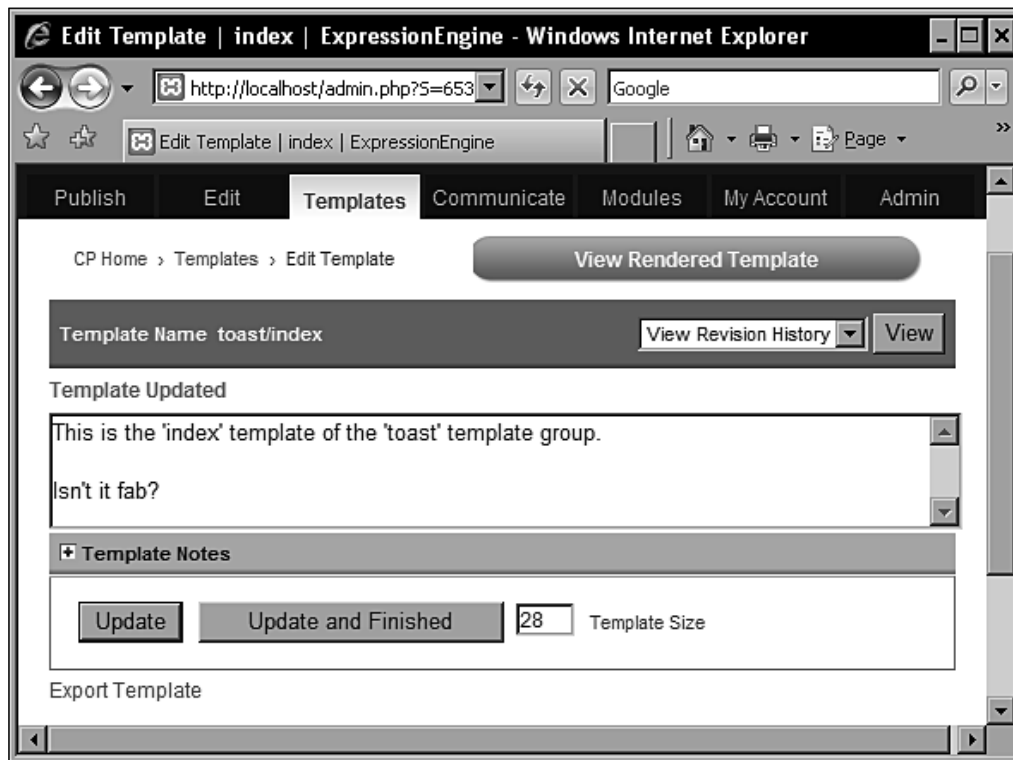 Edit Template | index | ExpressionEngine - Windows Internet Explorer
http://localhost/admin.php?S=653
Google
Edit Template | index | ExpressionEngine
Page
Publish Edit Templates Communicate Modules My Account Admin
CP Home › Templates › Edit Template
View Rendered Template
Template Name toast/index
View Revision History
View
Template Updated
This is the 'index' template of the 'toast' template group.
Isn't it fab?
Template Notes
Update
Update and Finished
28
Template Size
Export Template